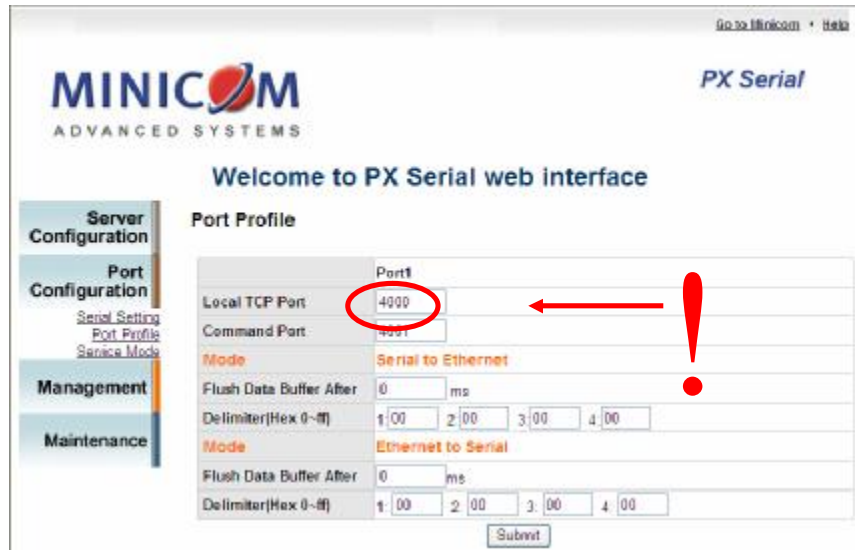 Go to Minicom • Help
MINICOM
ADVANCED SYSTEMS
PX Serial
Welcome to PX Serial web interface
Server Configuration
Port Profile
Port Configuration
Serial Setting
Port Profile
Service Mode
Management
Maintenance
Port1
Local TCP Port 4000
Command Port 4001
Mode Serial to Ethernet
Flush Data Buffer After 0 ms
Delimiter(Hex 0~ff) 1: 00 2: 00 3: 00 4: 00
Mode Ethernet to Serial
Flush Data Buffer After 0 ms
Delimiter(Hex 0~ff) 1: 00 2: 00 3: 00 4: 00
Submit
!